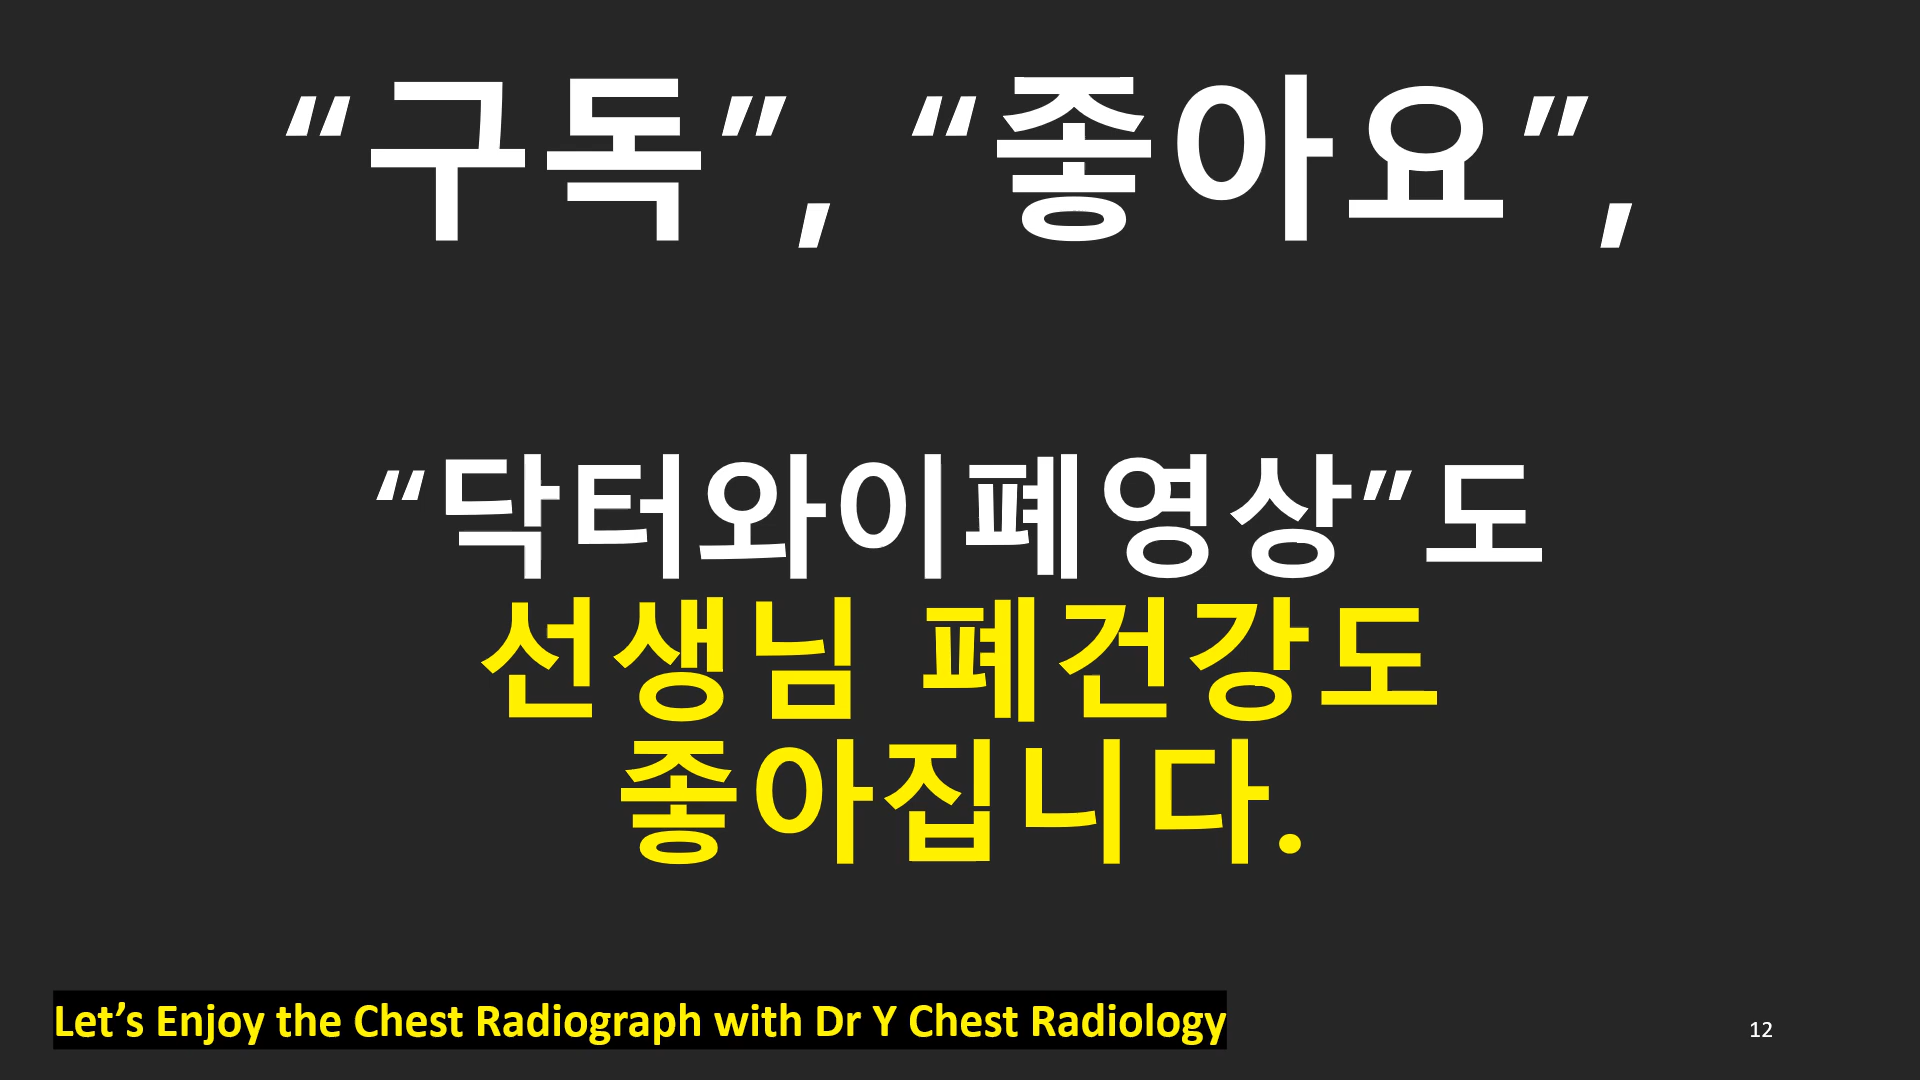 “구독”, “좋아요”,
“닥터와이폐영상”도
선생님 폐건강도
좋아집니다.
Let’s Enjoy the Chest Radiograph with Dr Y Chest Radiology
12